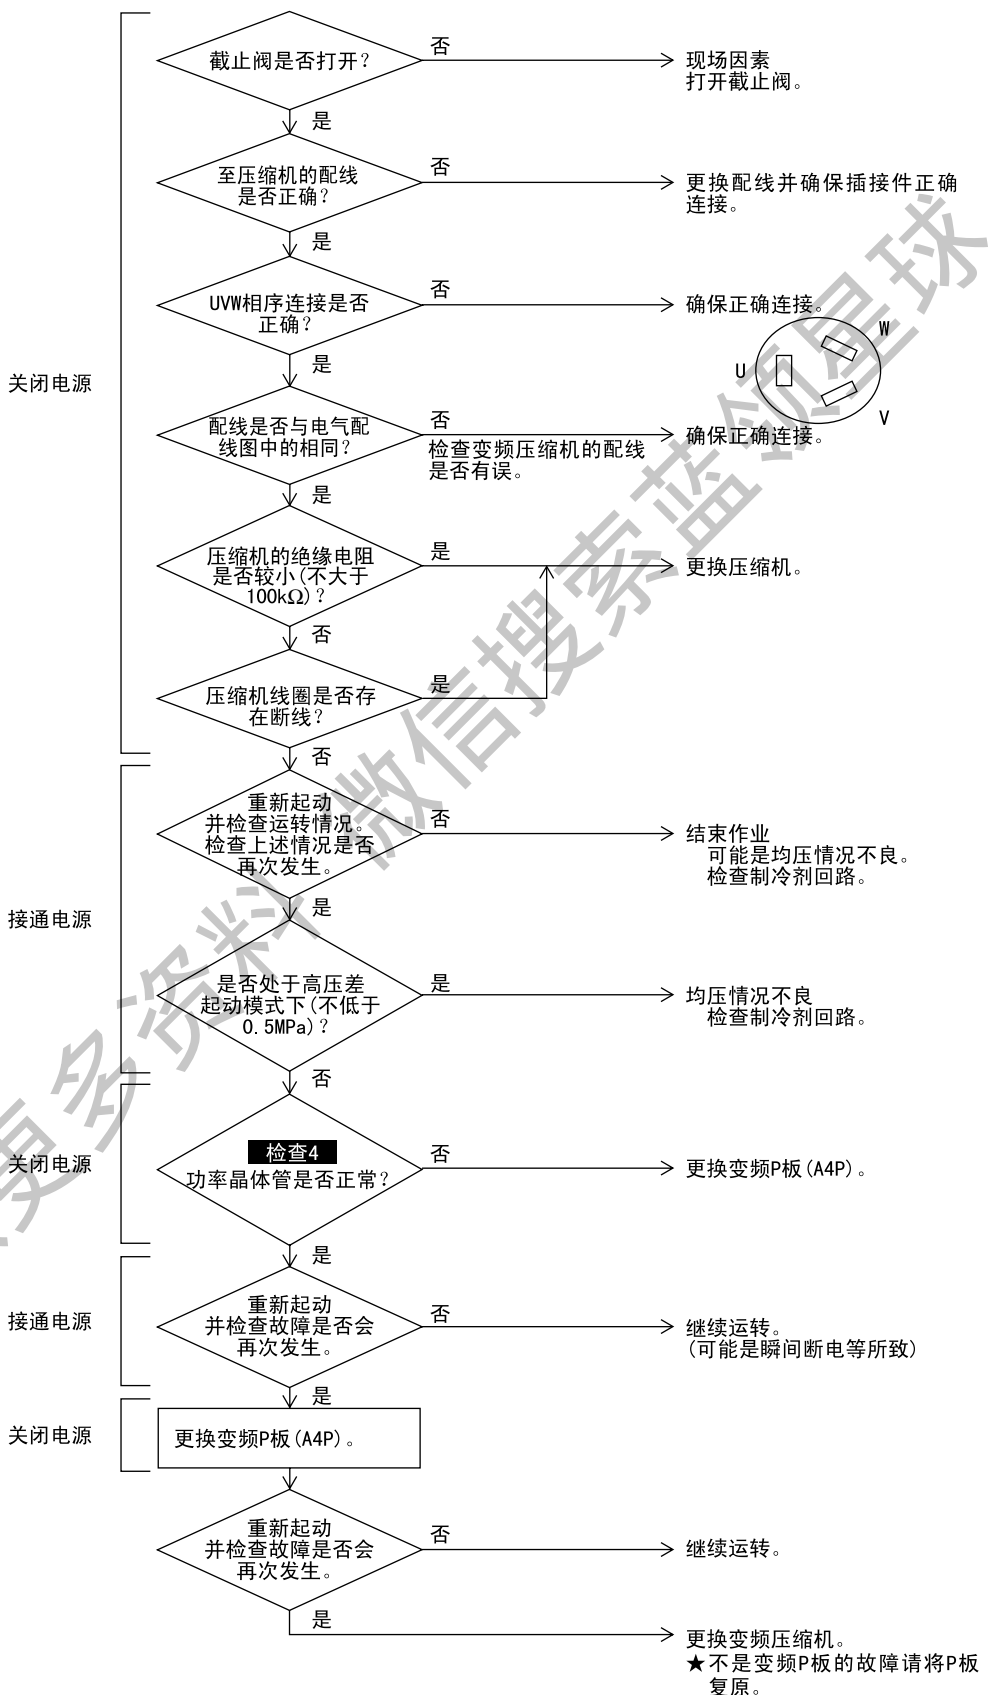 截止阀是否打开？
否
现场因素
打开截止阀。
是
至压缩机的配线
是否正确？
否
更换配线并确保插接件正确
连接。
是
UVW相序连接是否
正确？
否
确保正确连接。
W
U
V
是
关闭电源
配线是否与电气配
线图中的相同？
否
检查变频压缩机的配线
是否有误。
确保正确连接。
是
压缩机的绝缘电阻
是否较小(不大于
100kΩ)？
是
更换压缩机。
否
压缩机线圈是否存
在断线？
是
否
重新起动
并检查运转情况。
检查上述情况是否
再次发生。
否
结束作业
可能是均压情况不良。
检查制冷剂回路。
是
接通电源
是否处于高压差
起动模式下(不低于
0.5MPa)？
是
均压情况不良
检查制冷剂回路。
否
关闭电源
检查4
功率晶体管是否正常？
否
更换变频P板(A4P)。
是
接通电源
重新起动
并检查故障是否会
再次发生。
否
继续运转。
(可能是瞬间断电等所致)
是
关闭电源
更换变频P板(A4P)。
重新起动
并检查故障是否会
再次发生。
否
继续运转。
是
更换变频压缩机。
★不是变频P板的故障请将P板
复原。
更多资料 微信搜索蓝领星球